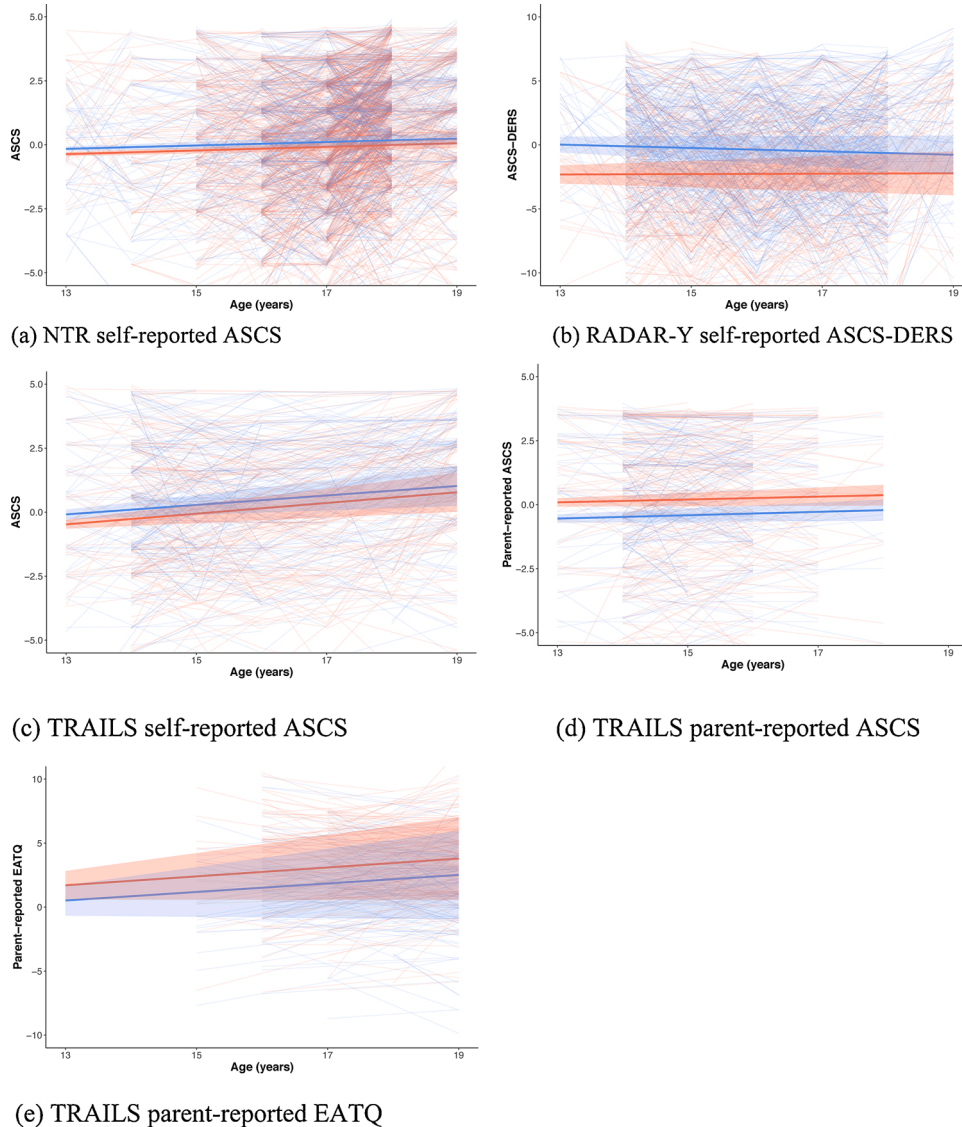 5.0
2.5
0.0
−2.5
−5.0
ASCS
13 15 17 19
Age (years)
(a) NTR self-reported ASCS
10
5
0
−5
−10
ASCS−DERS
13 15 17 19
Age (years)
(b) RADAR-Y self-reported ASCS-DERS
5.0
2.5
0.0
−2.5
−5.0
ASCS
13 15 17 19
Age (years)
(c) TRAILS self-reported ASCS
5.0
2.5
0.0
−2.5
−5.0
Parent−reported ASCS
13 15 17 19
Age (years)
(d) TRAILS parent-reported ASCS
10
5
0
−5
−10
Parent−reported EATQ
13 15 17 19
Age (years)
(e) TRAILS parent-reported EATQ